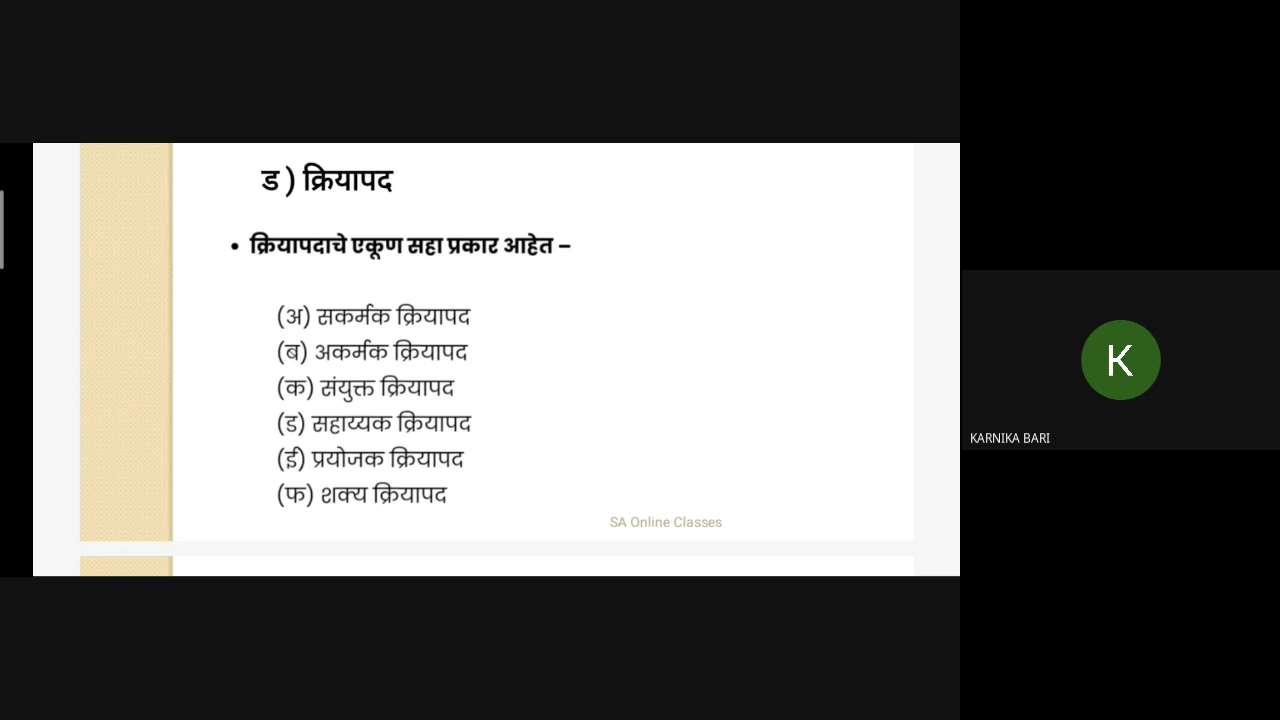 ड ) क्रियापद
• क्रियापदाचे एकूण सहा प्रकार आहेत –
(अ) सकर्मक क्रियापद
(ब) अकर्मक क्रियापद
(क) संयुक्त क्रियापद
(ड) सहाय्यक क्रियापद
(ई) प्रयोजक क्रियापद
(फ) शक्य क्रियापद
SA Online Classes
K
KARNIKA BARI